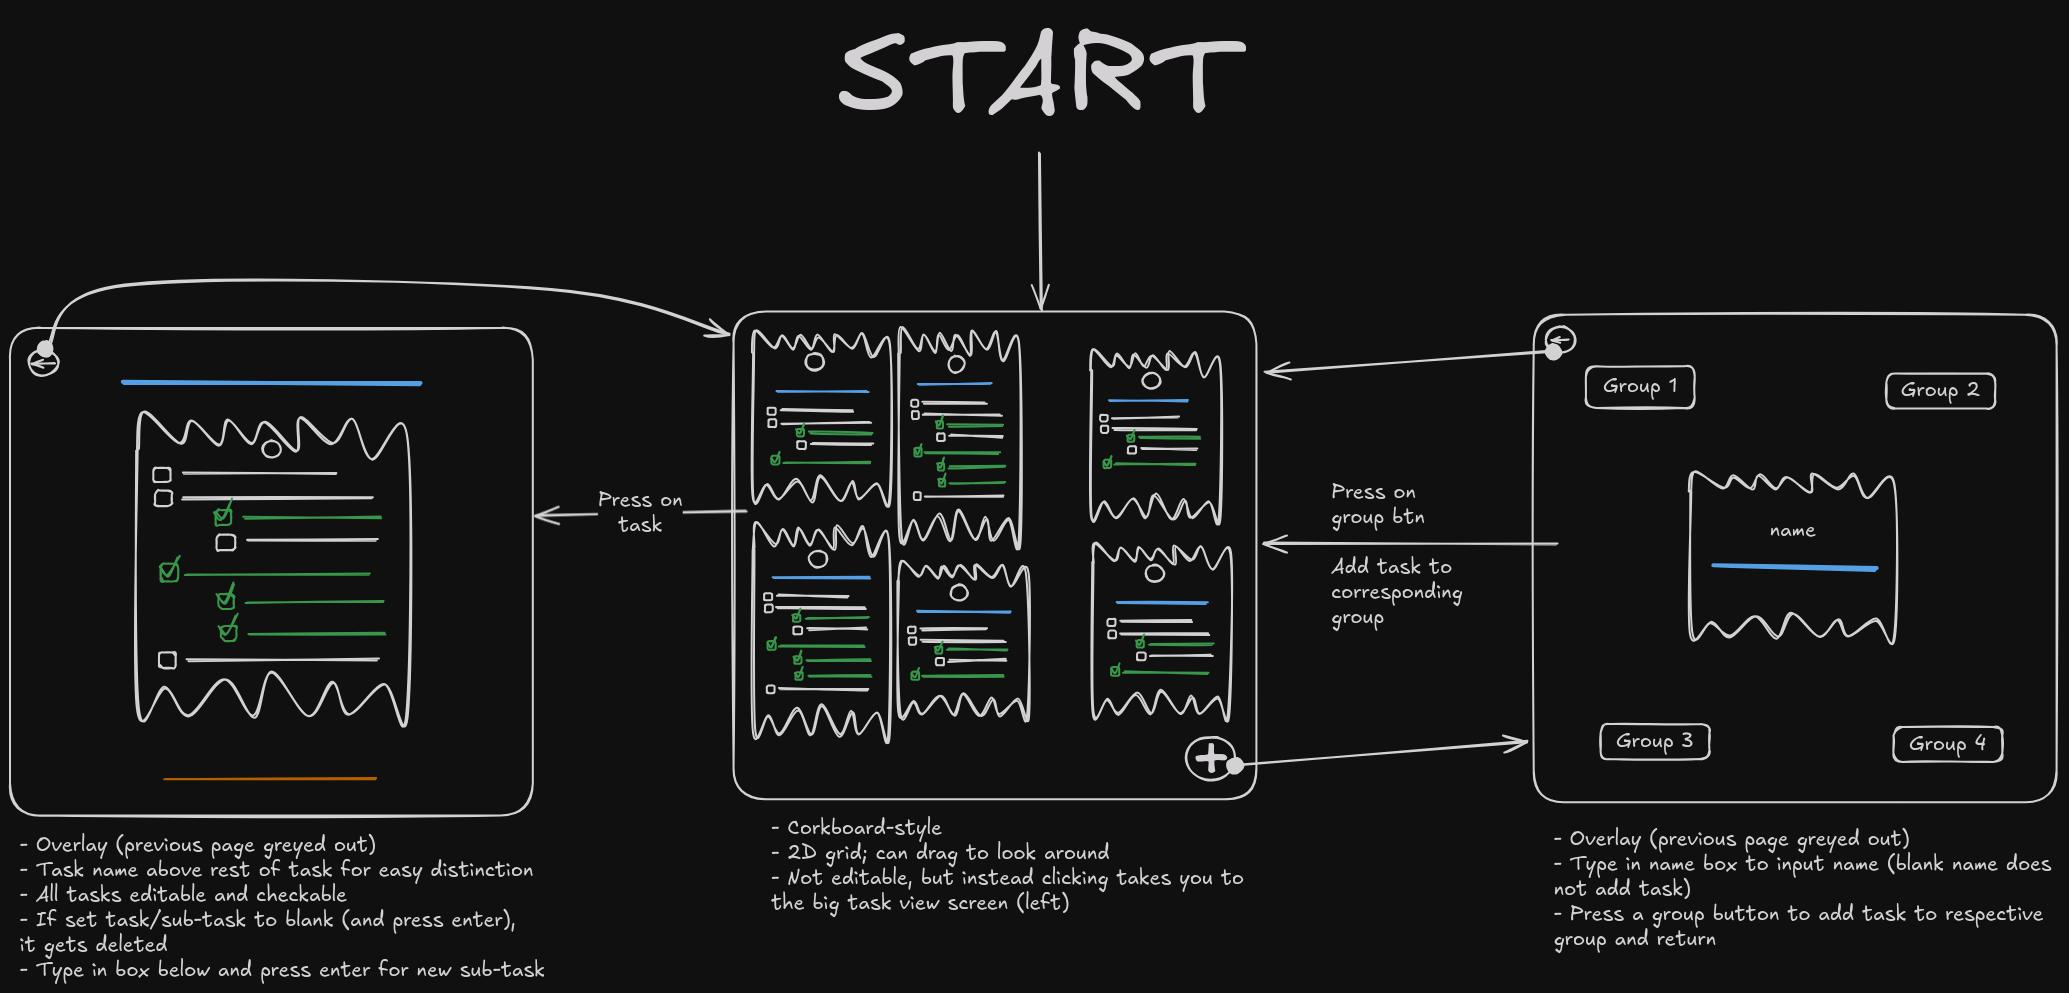 START
Press on
task
Press on
group btn
Add task to
corresponding
group
Group 1
Group 2
name
Group 3
Group 4
- Overlay (previous page greyed out)
- Task name above rest of task for easy distinction
- All tasks editable and checkable
- If set task/sub-task to blank (and press enter),
it gets deleted
- Type in box below and press enter for new sub-task
- Corkboard-style
- 2D grid; can drag to look around
- Not editable, but instead clicking takes you to
the big task view screen (left)
- Overlay (previous page greyed out)
- Type in name box to input name (blank name does
not add task)
- Press a group button to add task to respective
group and return